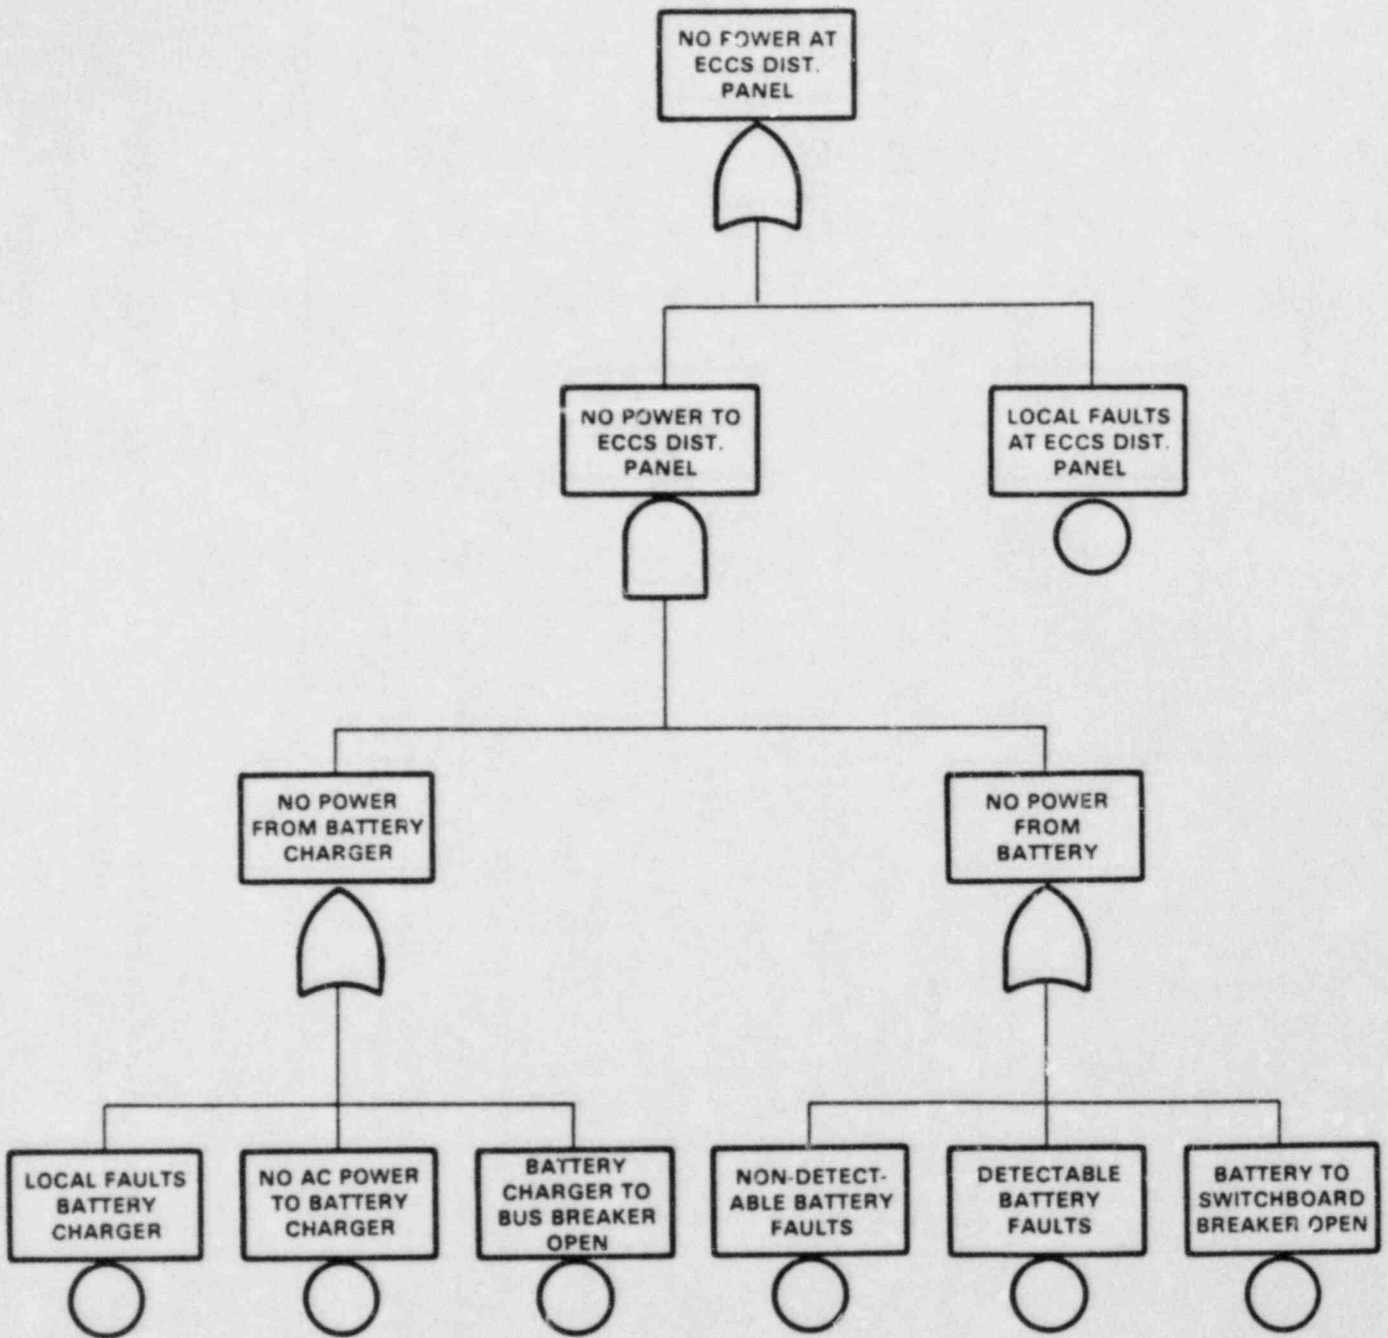 NO POWER AT
ECCS DIST.
PANEL
NO POWER TO
ECCS DIST.
PANEL
LOCAL FAULTS
AT ECCS DIST.
PANEL
NO POWER
FROM BATTERY
CHARGER
NO POWER
FROM
BATTERY
LOCAL FAULTS
BATTERY
CHARGER
NO AC POWER
TO BATTERY
CHARGER
BATTERY
CHARGER TO
BUS BREAKER
OPEN
NON-DETECT-
ABLE BATTERY
FAULTS
DETECTABLE
BATTERY
FAULTS
BATTERY TO
SWITCHBOARD
BREAKER OPEN